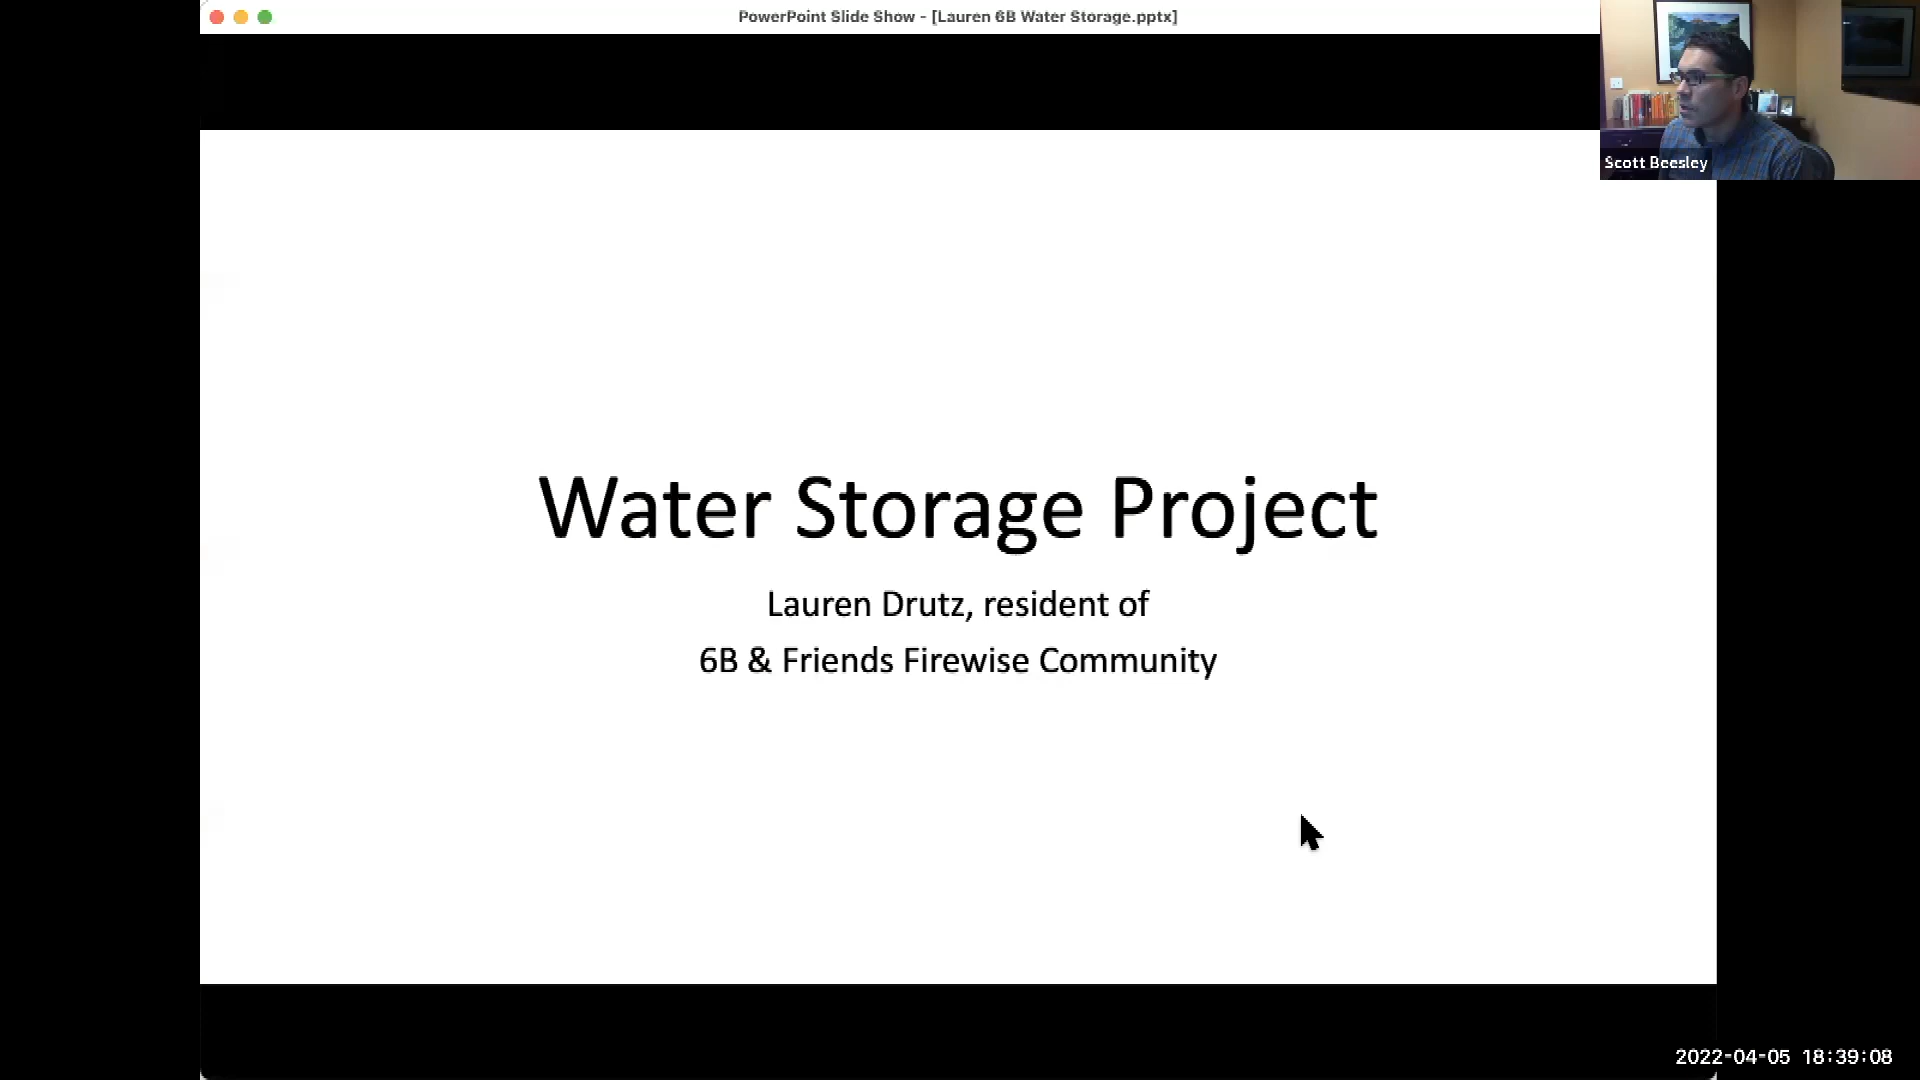 PowerPoint Slide Show - [Lauren 6B Water Storage.pptx]
Scott Beesley
Water Storage Project
Lauren Drutz, resident of
6B & Friends Firewise Community
2022-04-05 18:39:08